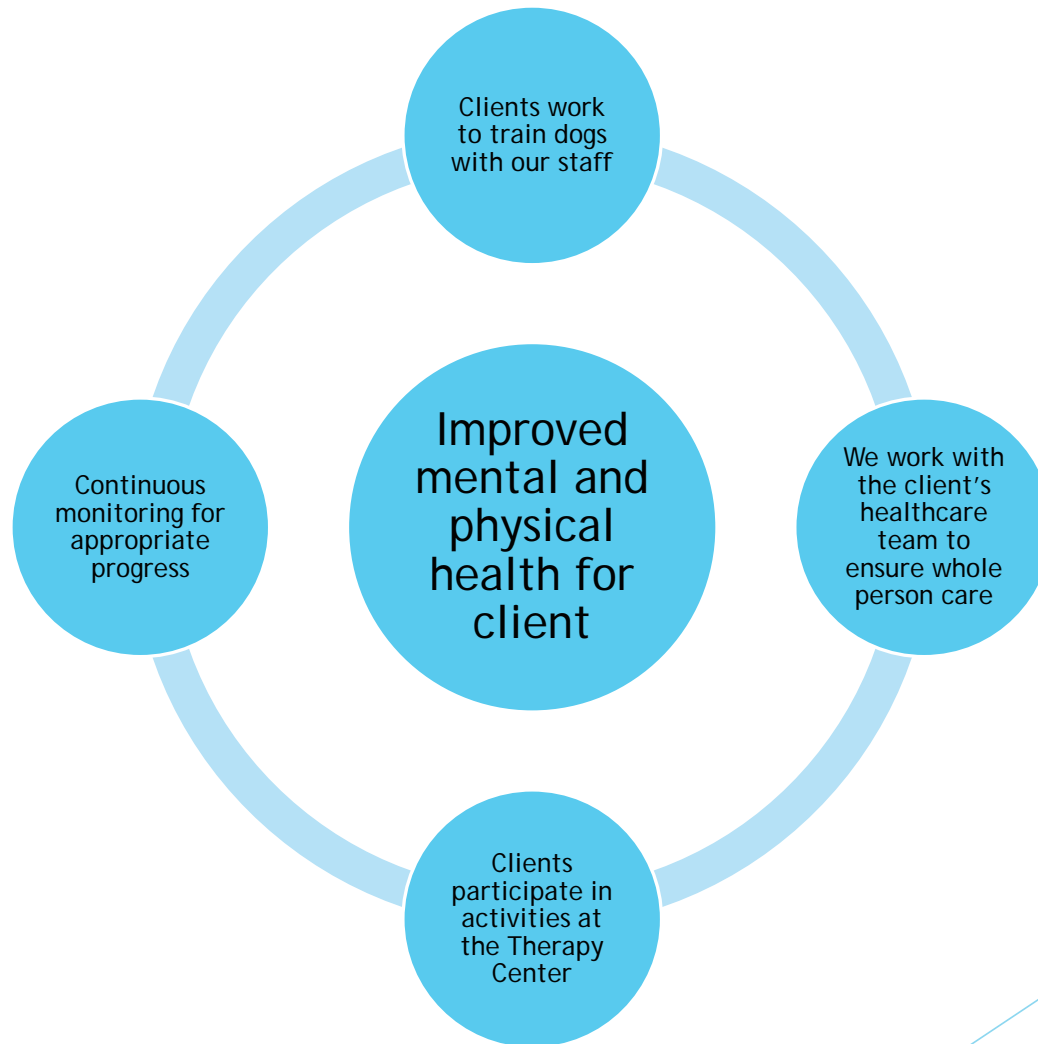 Clients work
to train dogs
with our staff
We work with
the client's
healthcare
team to
ensure whole
person care
Clients
participate in
activities at
the Therapy
Center
Continuous
monitoring for
appropriate
progress
Improved
mental and
physical
health for
client